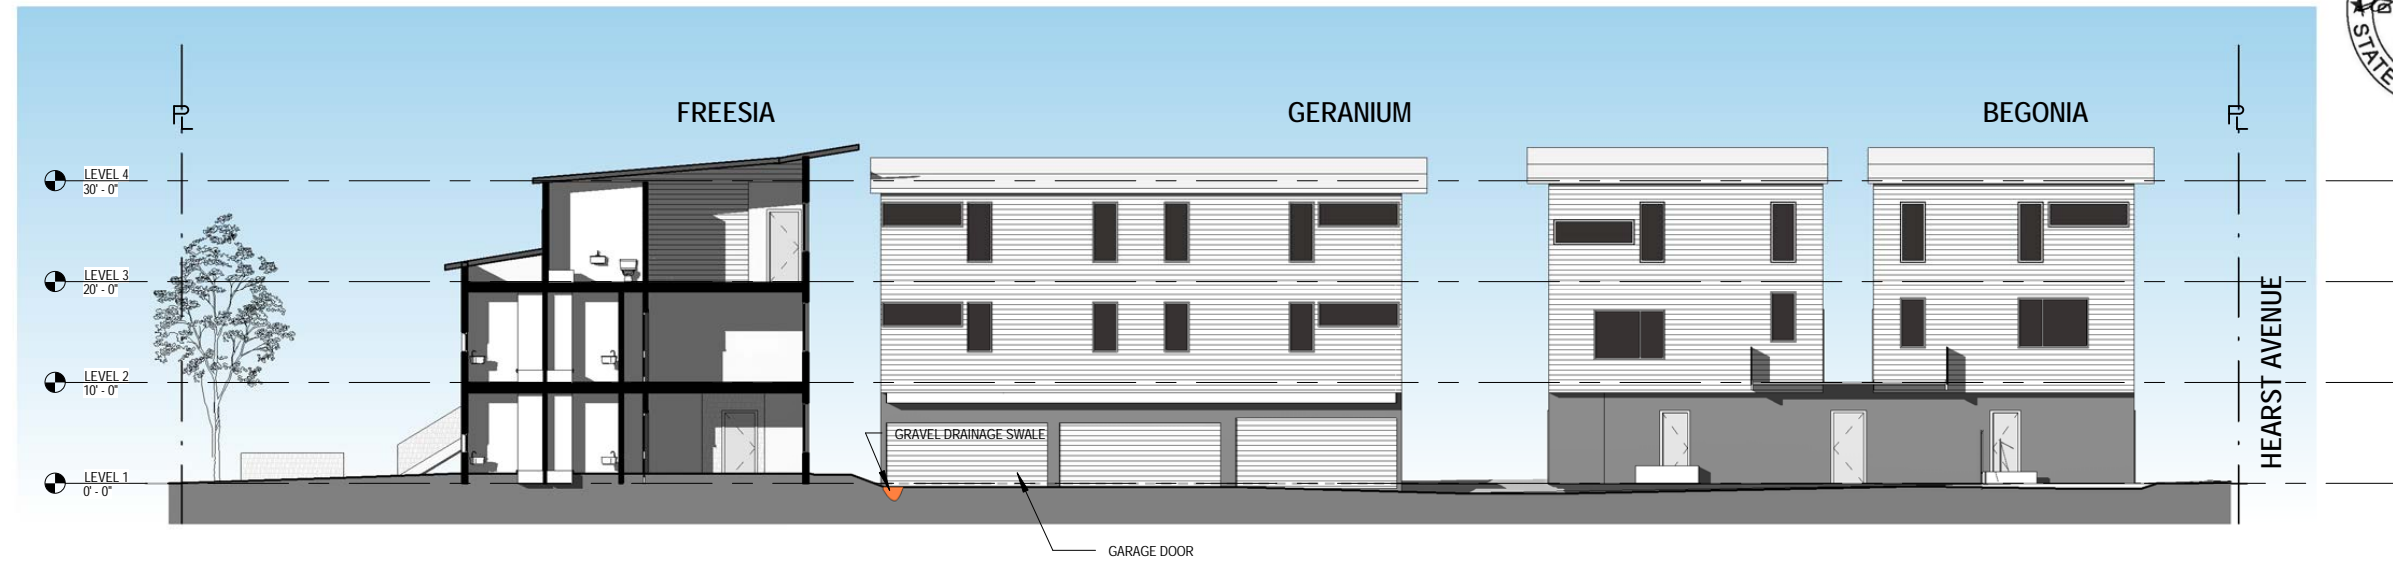 STATE
FREESIA
GERANIUM
BEGONIA
PL
PL
LEVEL 4
30' - 0"
LEVEL 3
20' - 0"
LEVEL 2
10' - 0"
LEVEL 1
0' - 0"
GRAVEL DRAINAGE SWALE
GARAGE DOOR
HEARST AVENUE